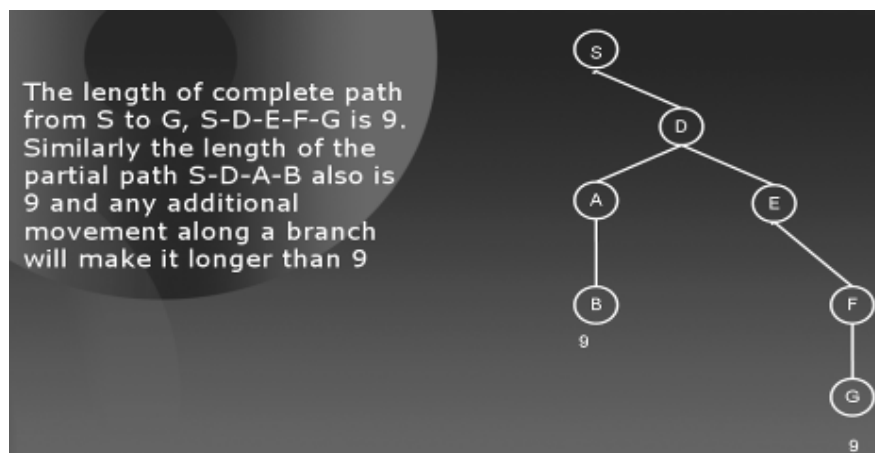 The length of complete path
from S to G, S-D-E-F-G is 9.
Similarly the length of the
partial path S-D-A-B also is
9 and any additional
movement along a branch
will make it longer than 9
S
D
A
E
B
F
9
G
9